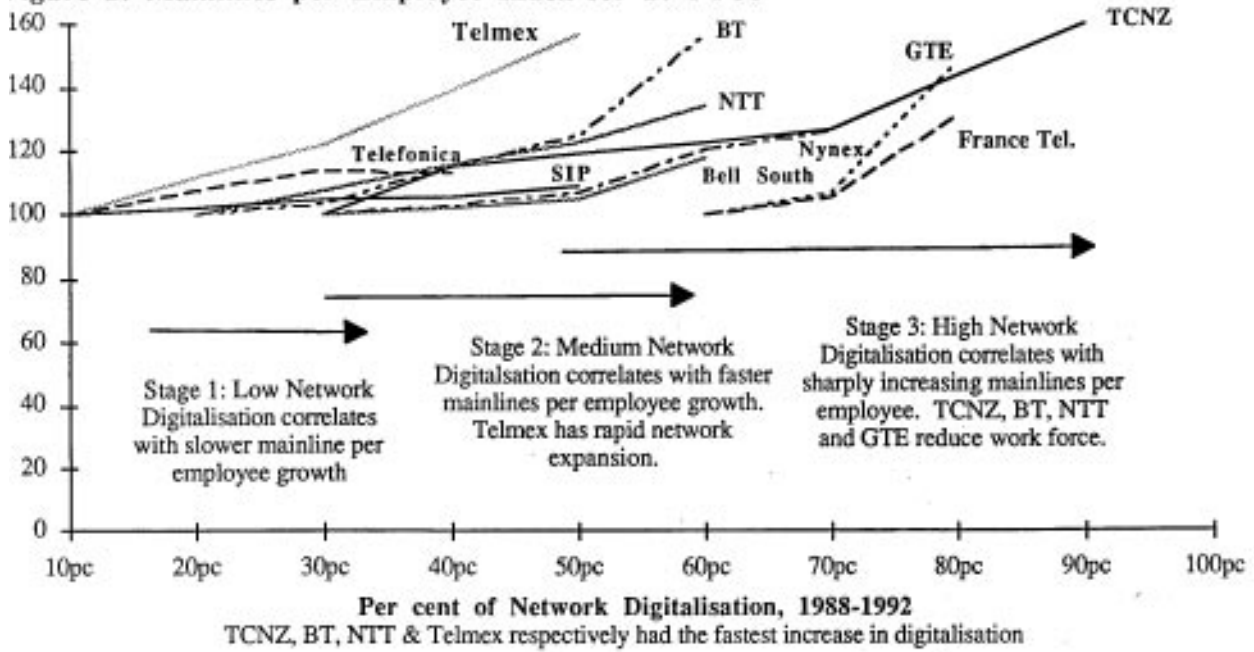 160
140
120
100
80
60
40
20
0
Telmex
BT
TCNZ
GTE
NTT
France Tel.
Telefonica
Nynex
SIP
Bell South
Stage 1: Low Network
Digitalisation correlates
with slower mainline per
employee growth
Stage 2: Medium Network
Digitalsation correlates with faster
mainlines per employee growth.
Telmex has rapid network
expansion.
Stage 3: High Network
Digitalisation correlates with
sharply increasing mainlines per
employee. TCNZ, BT, NTT
and GTE reduce work force.
10pc 20pc 30pc 40pc 50pc 60pc 70pc 80pc 90pc 100pc
Per cent of Network Digitalisation, 1988-1992
TCNZ, BT, NTT & Telmex respectively had the fastest increase in digitalisation